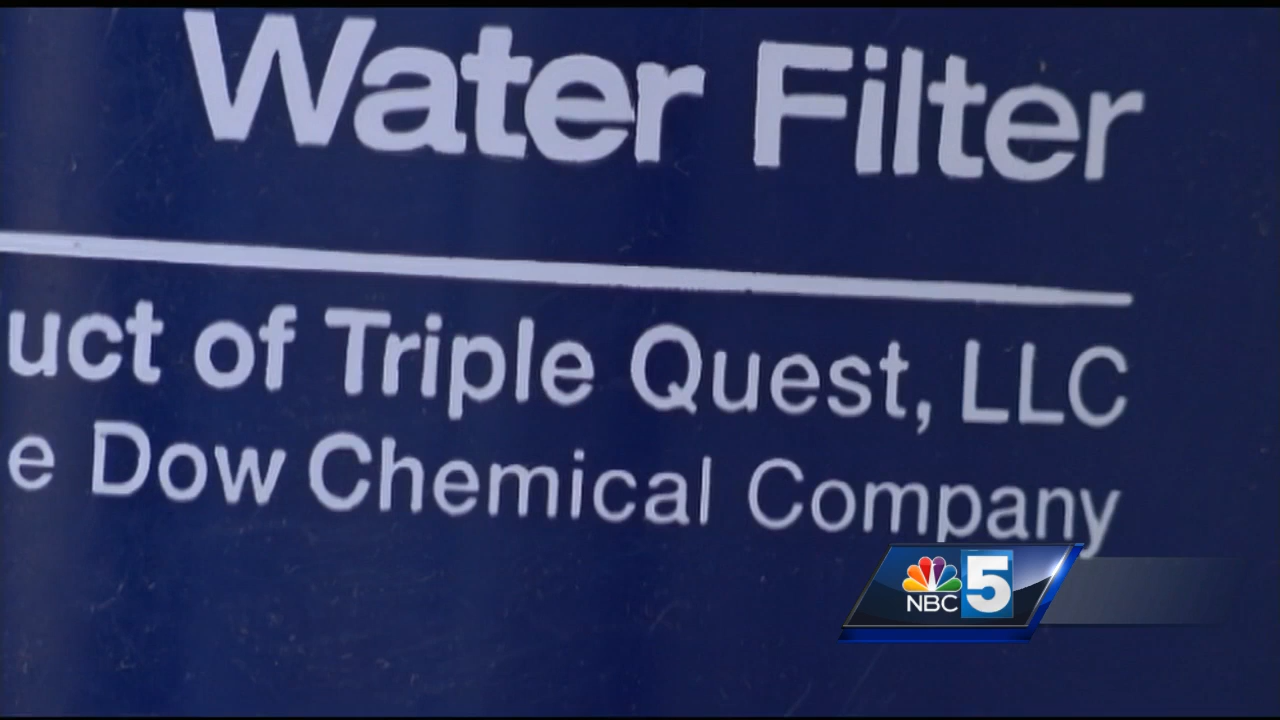 Water Filter
uct of Triple Quest, LLC
e Dow Chemical Company
NBC 5